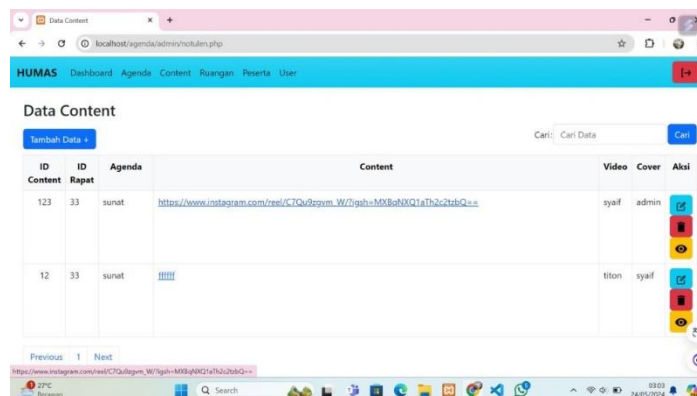 Data Content
localhost/agenda/admin/notulen.php
HUMAS Dashboard Agenda Content Ruangan Peserta User
Data Content
Tambah Data +
Cari: Cari Data Cari
ID Content ID Rapat Agenda Content Video Cover Aksi
123 33 sunat https://www.instagram.com/reel/C7Qu9zgvm_W/?igsh=MXBqNXQ1aTh2c2tzbQ== syaif admin
12 33 sunat ffffff titon syaif
Previous 1 Next
https://www.instagram.com/reel/C7Qu9zgvm_W/?igsh=MXBqNXQ1aTh2c2tzbQ==
27°C
Berawan
Search
03:03
24/05/2024